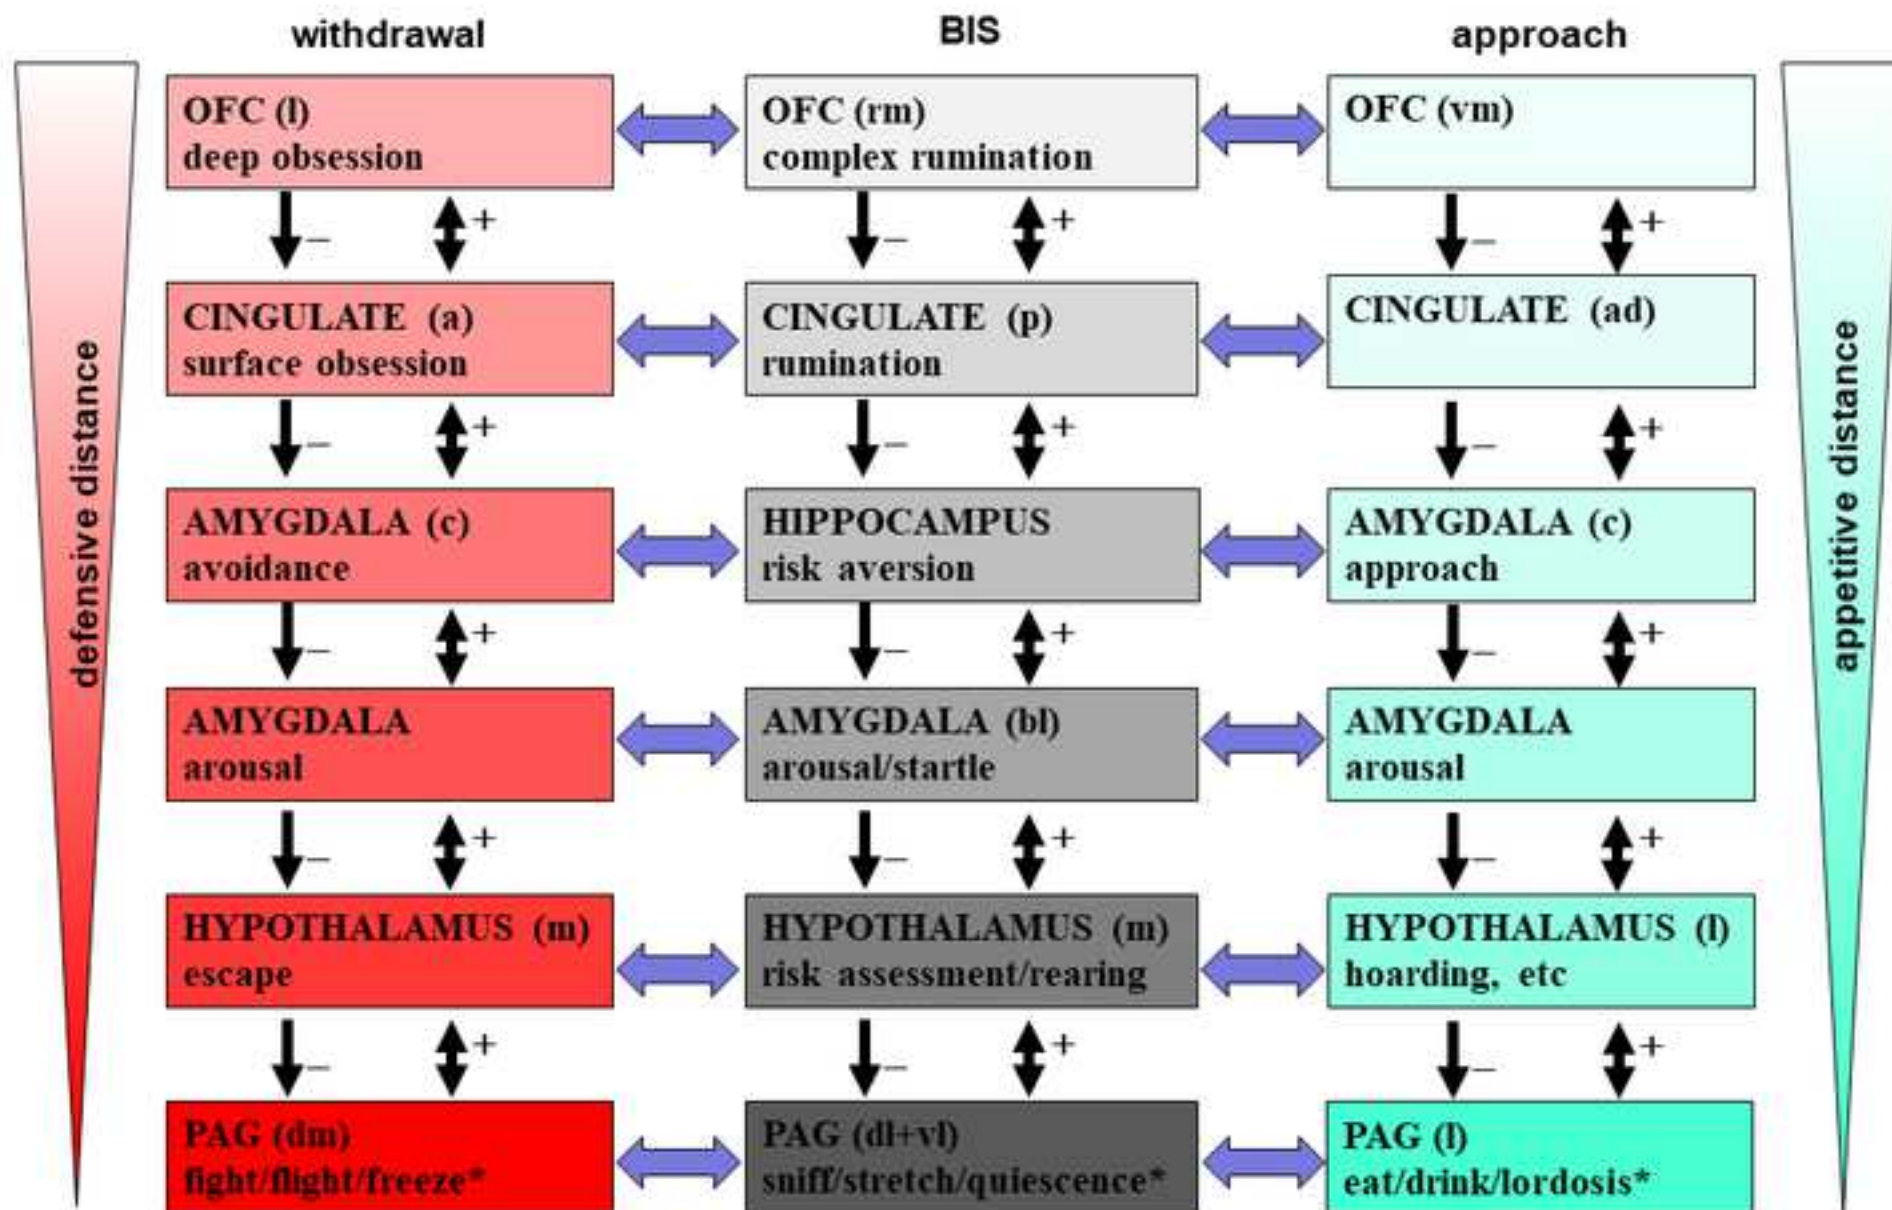 withdrawal BIS approach
OFC (l)
deep obsession
OFC (rm)
complex rumination
OFC (vm)
– + – + – +
CINGULATE (a)
surface obsession
CINGULATE (p)
rumination
CINGULATE (ad)
– + – + – +
AMYGDALA (c)
avoidance
HIPPOCAMPUS
risk aversion
AMYGDALA (c)
approach
– + – + – +
AMYGDALA
arousal
AMYGDALA (bl)
arousal/startle
AMYGDALA
arousal
– + – + – +
HYPOTHALAMUS (m)
escape
HYPOTHALAMUS (m)
risk assessment/rearing
HYPOTHALAMUS (l)
hoarding, etc
– + – + – +
PAG (dm)
fight/flight/freeze*
PAG (dl+vl)
sniff/stretch/quiescence*
PAG (l)
eat/drink/lordosis*
defensive distance
appetitive distance